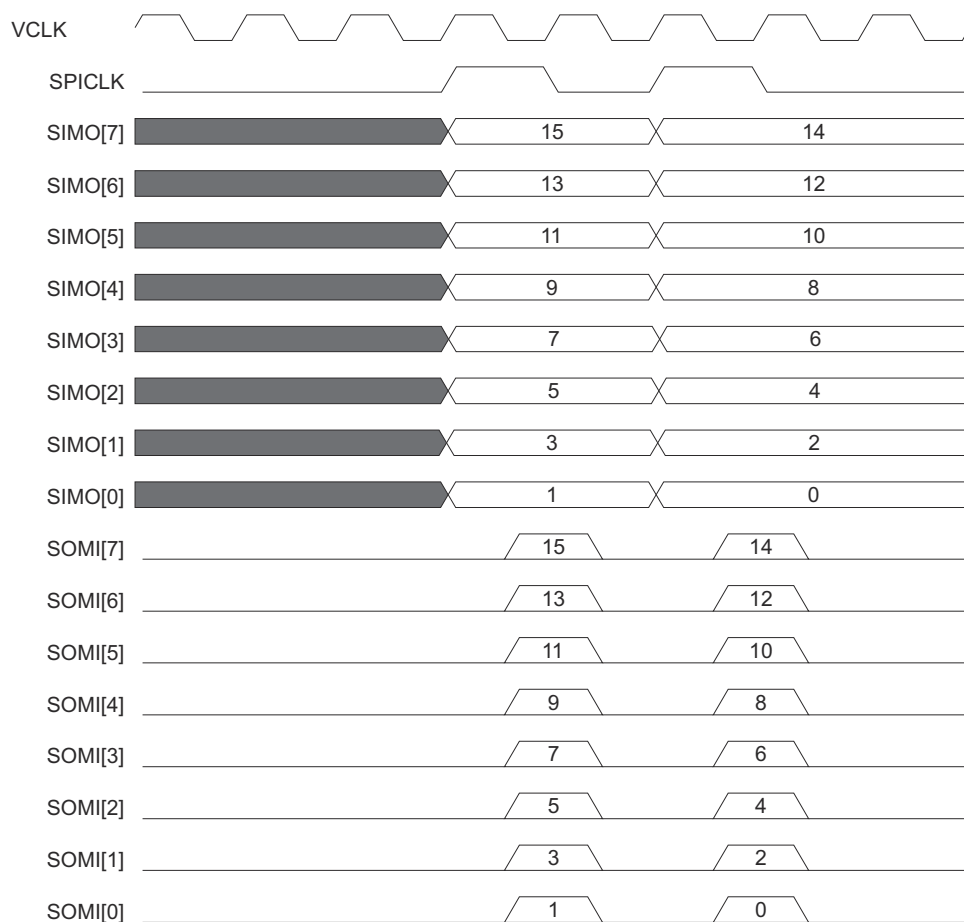 VCLK
SPICLK
SIMO[7] 15 14
SIMO[6] 13 12
SIMO[5] 11 10
SIMO[4] 9 8
SIMO[3] 7 6
SIMO[2] 5 4
SIMO[1] 3 2
SIMO[0] 1 0
SOMI[7] 15 14
SOMI[6] 13 12
SOMI[5] 11 10
SOMI[4] 9 8
SOMI[3] 7 6
SOMI[2] 5 4
SOMI[1] 3 2
SOMI[0] 1 0